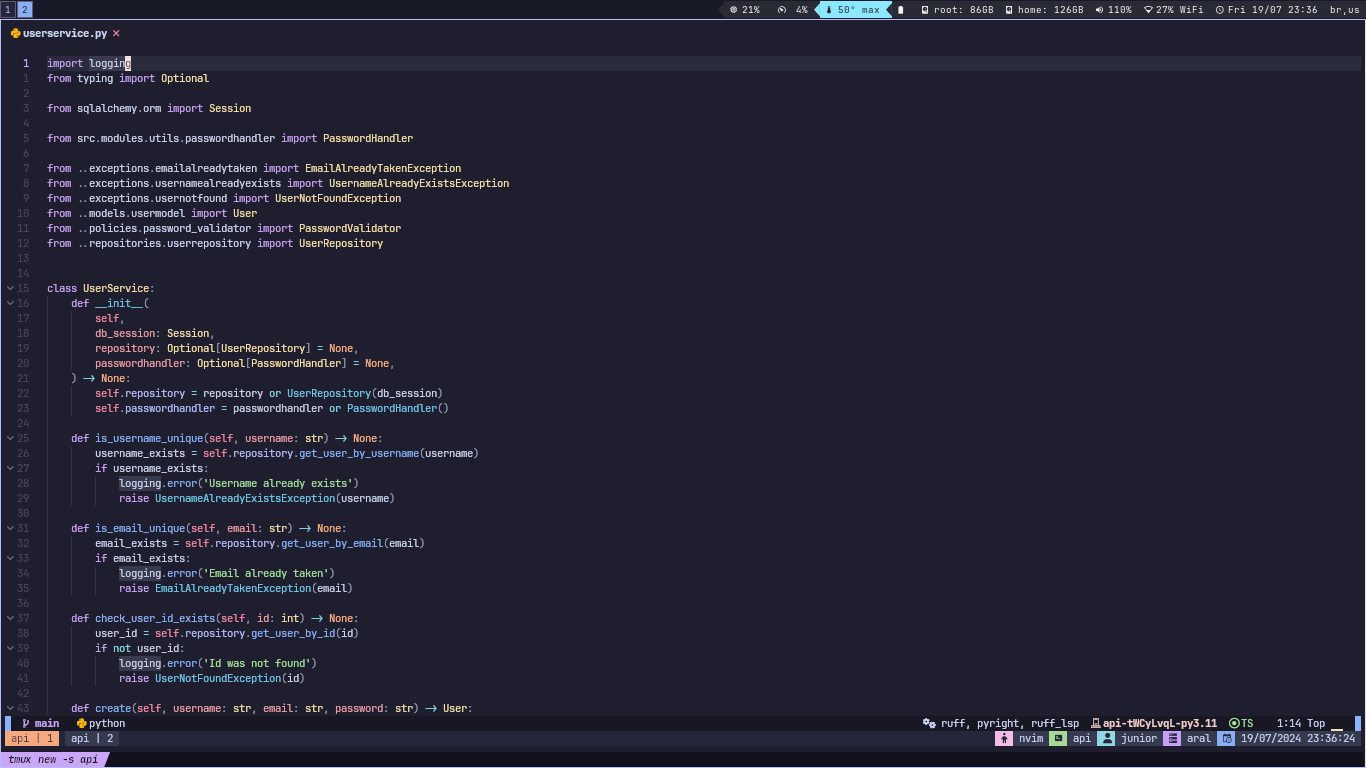 1 2 21% 4% 50° max root: 86GB home: 126GB 110% 27% WiFi Fri 19/07 23:36 br,us
userservice.py ×
1 import logging
1 from typing import Optional
2
3 from sqlalchemy.orm import Session
4
5 from src.modules.utils.passwordhandler import PasswordHandler
6
7 from ..exceptions.emailalreadytaken import EmailAlreadyTakenException
8 from ..exceptions.usernamealreadyexists import UsernameAlreadyExistsException
9 from ..exceptions.usernotfound import UserNotFoundException
10 from ..models.usermodel import User
11 from ..policies.password_validator import PasswordValidator
12 from ..repositories.userrepository import UserRepository
13
14
15 class UserService:
16 def __init__(
17 self,
18 db_session: Session,
19 repository: Optional[UserRepository] = None,
20 passwordhandler: Optional[PasswordHandler] = None,
21 ) -> None:
22 self.repository = repository or UserRepository(db_session)
23 self.passwordhandler = passwordhandler or PasswordHandler()
24
25 def is_username_unique(self, username: str) -> None:
26 username_exists = self.repository.get_user_by_username(username)
27 if username_exists:
28 logging.error('Username already exists')
29 raise UsernameAlreadyExistsException(username)
30
31 def is_email_unique(self, email: str) -> None:
32 email_exists = self.repository.get_user_by_email(email)
33 if email_exists:
34 logging.error('Email already taken')
35 raise EmailAlreadyTakenException(email)
36
37 def check_user_id_exists(self, id: int) -> None:
38 user_id = self.repository.get_user_by_id(id)
39 if not user_id:
40 logging.error('Id was not found')
41 raise UserNotFoundException(id)
42
43 def create(self, username: str, email: str, password: str) -> User:
main python ruff, pyright, ruff_lsp api-tWCyLvqL-py3.11 TS 1:14 Top
api | 1 api | 2 nvim api junior aral 19/07/2024 23:36:24
tmux new -s api